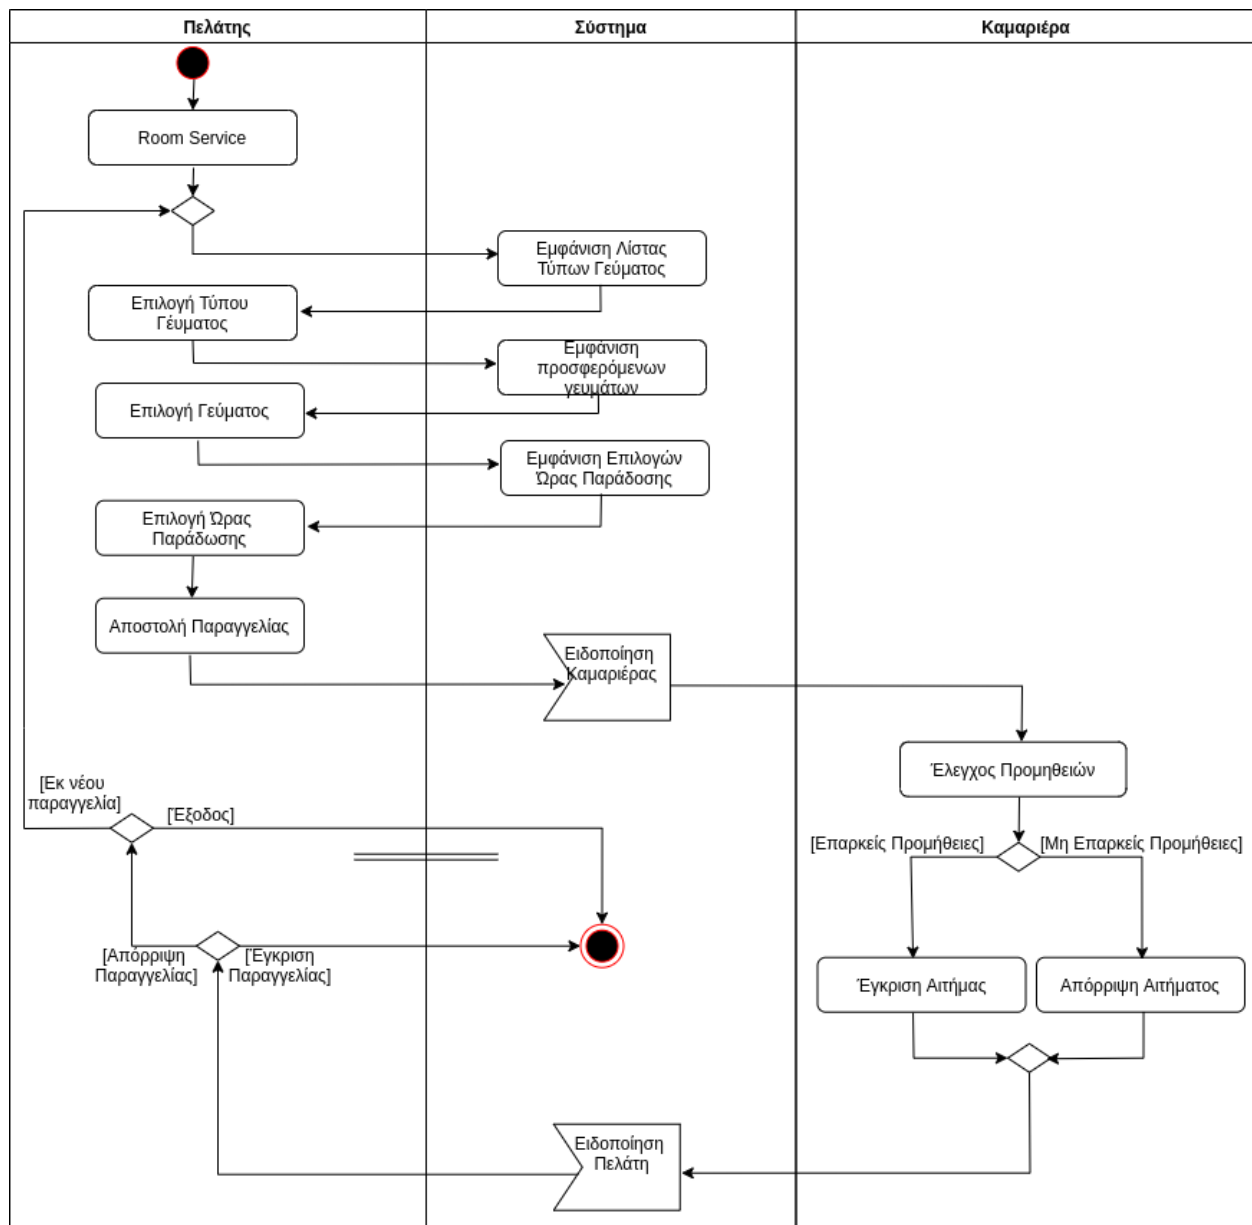 Πελάτης
Σύστημα
Καμαριέρα
Room Service
Εμφάνιση Λίστας
Τύπων Γεύματος
Επιλογή Τύπου
Γέυματος
Εμφάνιση
προσφερόμενων
γευμάτων
Επιλογή Γεύματος
Εμφάνιση Επιλογών
Ώρας Παράδοσης
Επιλογή Ώρας
Παράδωσης
Αποστολή Παραγγελίας
Ειδοποίηση
Καμαριέρας
Έλεγχος Προμηθειών
[Εκ νέου
παραγγελία]
[Έξοδος]
[Επαρκείς Προμήθειες]
[Μη Επαρκείς Προμήθειες]
[Απόρριψη
Παραγγελίας]
[Έγκριση
Παραγγελίας]
Έγκριση Αιτήμας
Απόρριψη Αιτήματος
Ειδοποίηση
Πελάτη